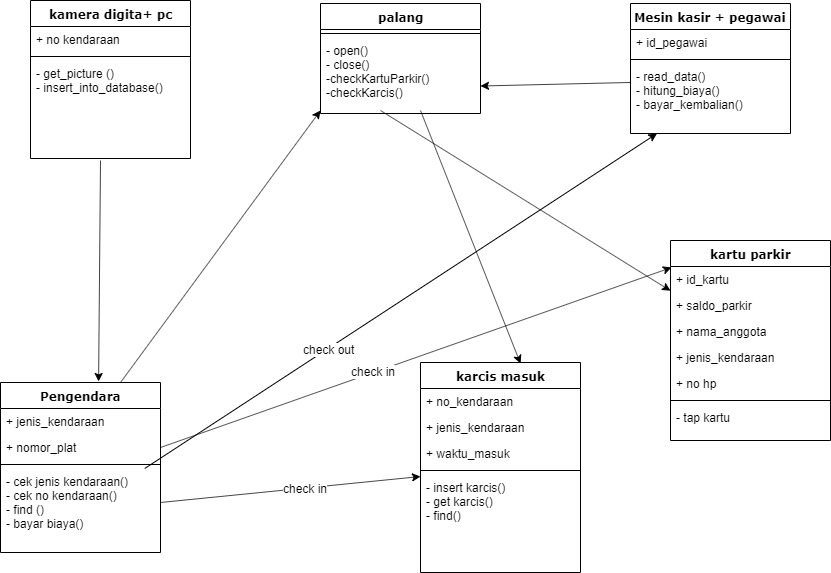 kamera digita+ pc
+ no kendaraan
- get_picture ()
- insert_into_database()
palang
- open()
- close()
-checkKartuParkir()
-checkKarcis()
Mesin kasir + pegawai
+ id_pegawai
- read_data()
- hitung_biaya()
- bayar_kembalian()
kartu parkir
+ id_kartu
+ saldo_parkir
+ nama_anggota
+ jenis_kendaraan
+ no hp
- tap kartu
check out
check in
Pengendara
+ jenis_kendaraan
+ nomor_plat
- cek jenis kendaraan()
- cek no kendaraan()
- find ()
- bayar biaya()
check in
karcis masuk
+ no_kendaraan
+ jenis_kendaraan
+ waktu_masuk
- insert karcis()
- get karcis()
- find()